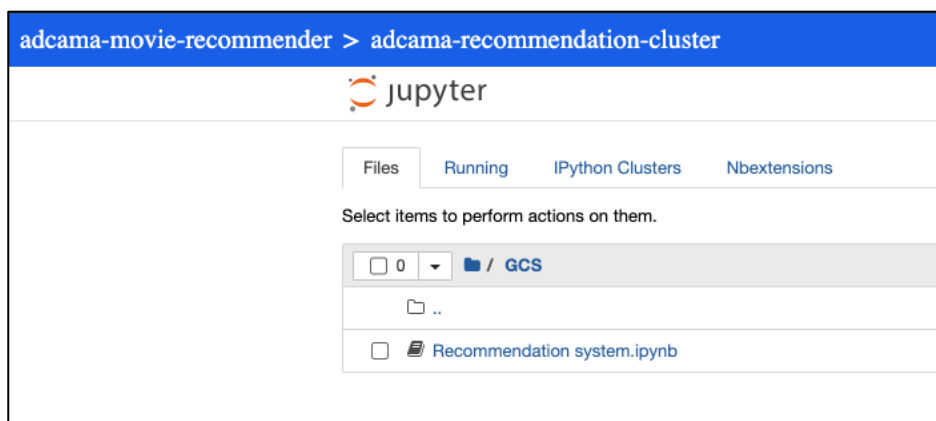 adcama-movie-recommender > adcama-recommendation-cluster
jupyter
Files Running IPython Clusters Nbextensions
Select items to perform actions on them.
0 / GCS
..
Recommendation system.ipynb